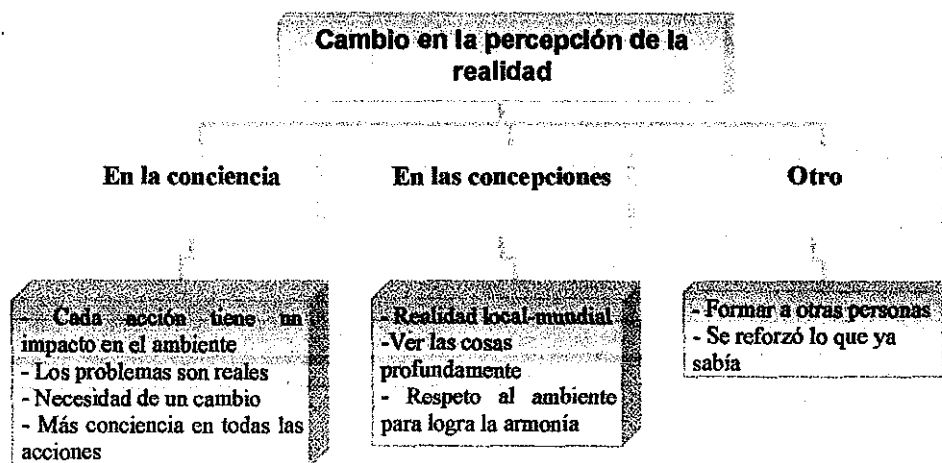 Cambio en la percepción de la
realidad
En la conciencia
En las concepciones
Otro
- Cada acción tiene un
impacto en el ambiente
- Los problemas son reales
- Necesidad de un cambio
- Más conciencia en todas las
acciones
- Realidad local-mundial
-Ver las cosas
profundamente
- Respeto al ambiente
para logra la armonía
- Formar a otras personas
- Se reforzó lo que ya
sabía